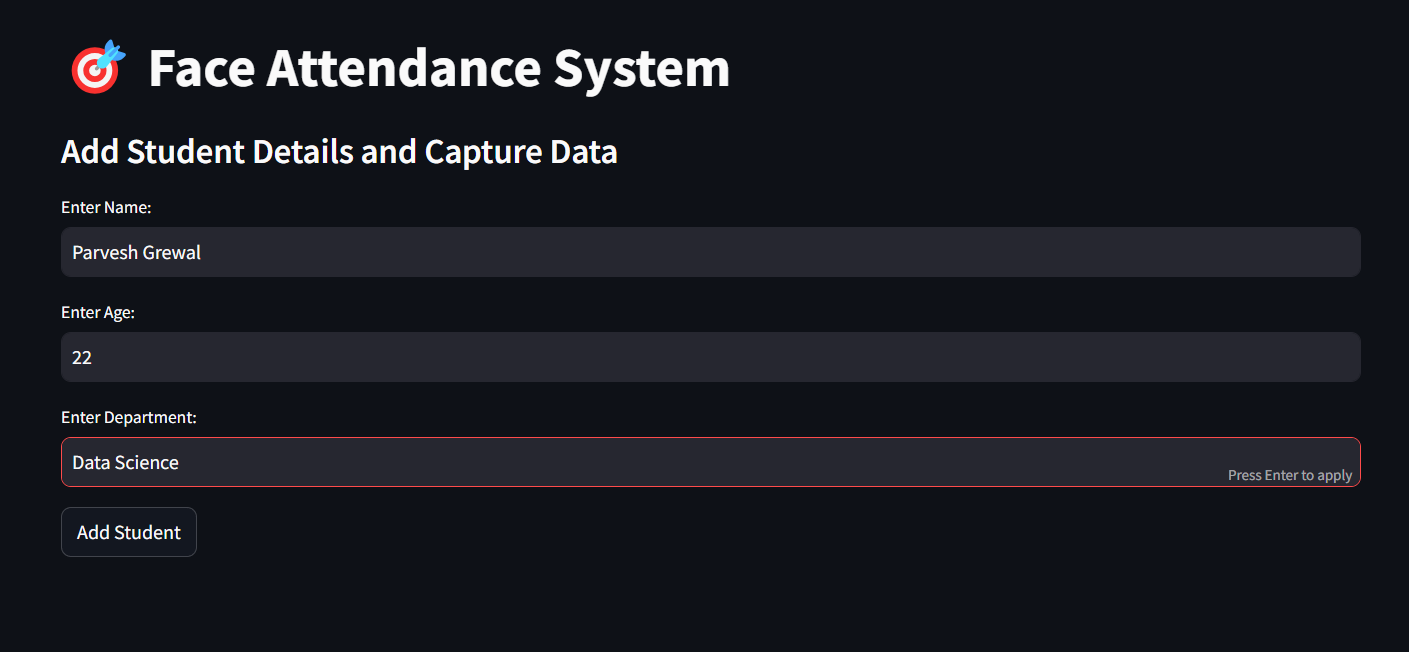 Face Attendance System
Add Student Details and Capture Data
Enter Name:
Parvesh Grewal
Enter Age:
22
Enter Department:
Data Science
Press Enter to apply
Add Student